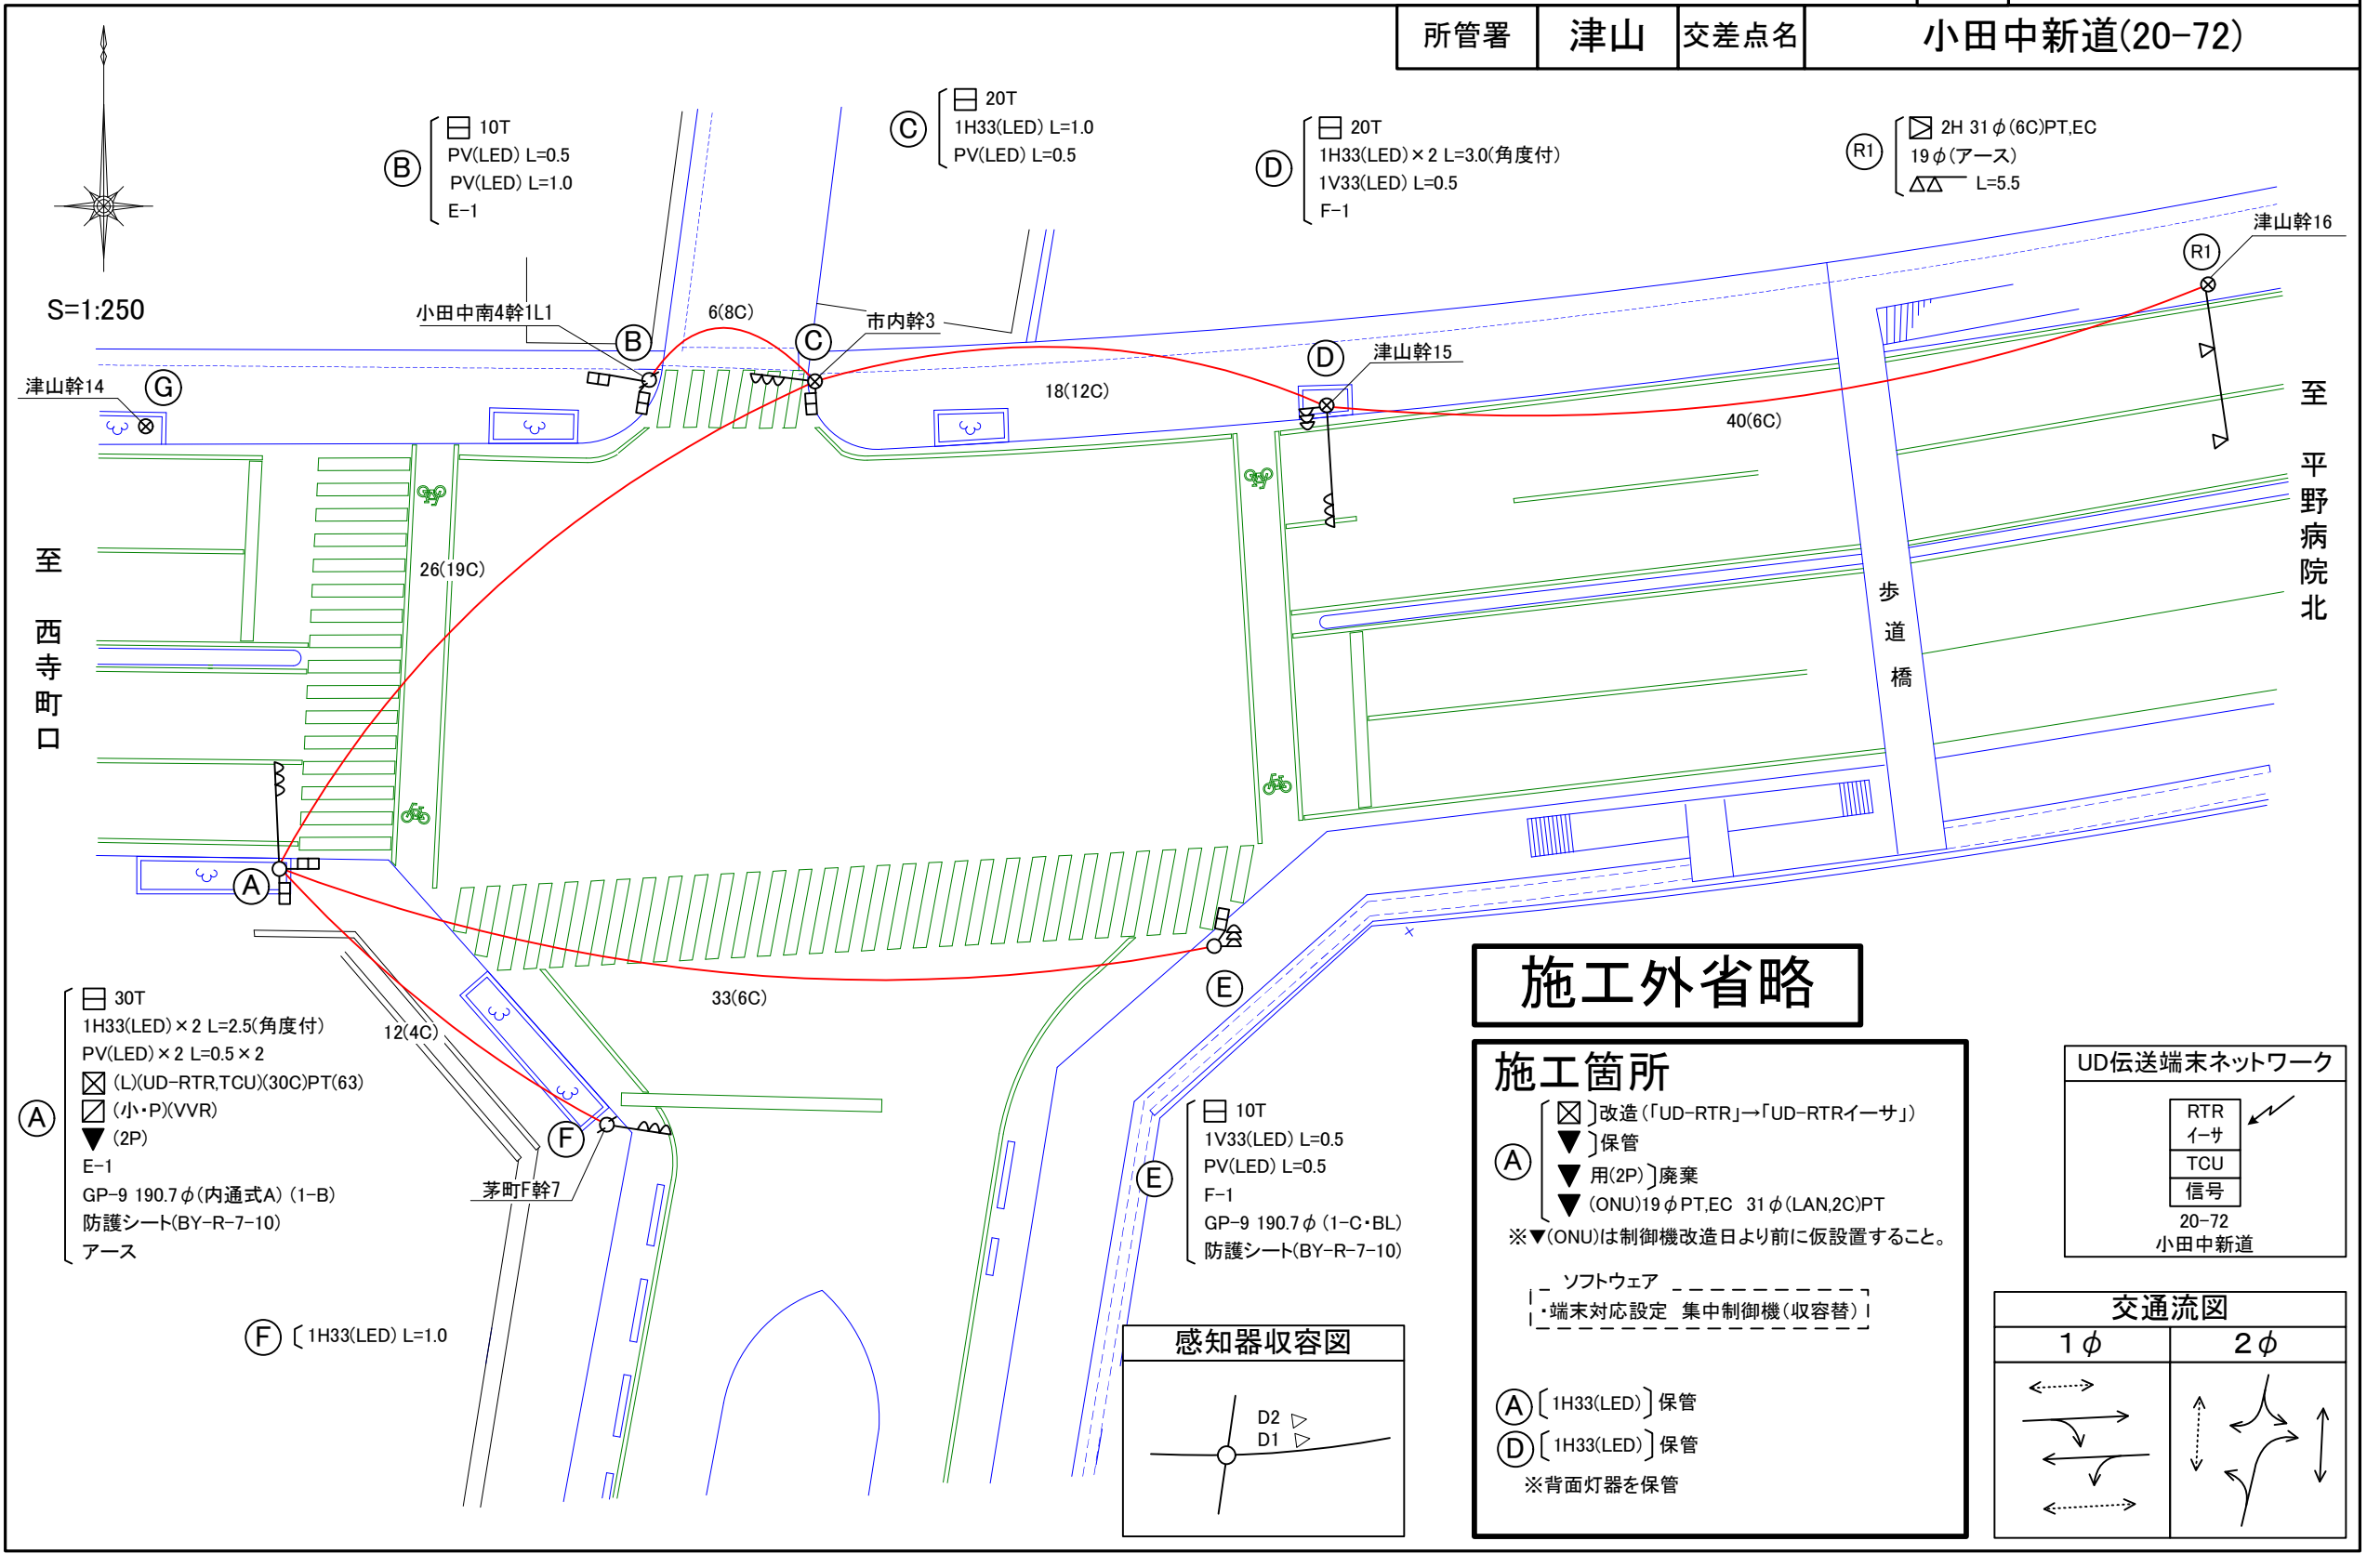 所管署 津山 交差点名 小田中新道(20-72)
S=1:250
B
10T
PV(LED) L=0.5
PV(LED) L=1.0
E-1
C
20T
1H33(LED) L=1.0
PV(LED) L=0.5
D
20T
1H33(LED)×2 L=3.0(角度付)
1V33(LED) L=0.5
F-1
R1
2H 31φ(6C)PT,EC
19φ(アース)
L=5.5
津山幹16
R1
小田中南4幹1L1
B
6(8C)
C
市内幹3
D
津山幹15
津山幹14
G
18(12C)
40(6C)
至 西寺町口
至 平野病院北
26(19C)
歩道橋
A
33(6C)
12(4C)
E
F
茅町F幹7
A
30T
1H33(LED)×2 L=2.5(角度付)
PV(LED)×2 L=0.5×2
(L)(UD-RTR,TCU)(30C)PT(63)
(小・P)(VVR)
▼ (2P)
E-1
GP-9 190.7φ(内通式A) (1-B)
防護シート(BY-R-7-10)
アース
F
1H33(LED) L=1.0
E
10T
1V33(LED) L=0.5
PV(LED) L=0.5
F-1
GP-9 190.7φ (1-C・BL)
防護シート(BY-R-7-10)
感知器収容図
D2
D1
施工外省略
施工箇所
A
改造(「UD-RTR」→「UD-RTRイーサ」)
▼ 保管
▼ 用(2P) 廃棄
▼ (ONU)19φPT,EC 31φ(LAN,2C)PT
※▼(ONU)は制御機改造日より前に仮設置すること。
ソフトウェア
・端末対応設定 集中制御機(収容替)
A 1H33(LED) 保管
D 1H33(LED) 保管
※背面灯器を保管
UD伝送端末ネットワーク
RTR
イーサ
TCU
信号
20-72
小田中新道
交通流図
1φ 2φ